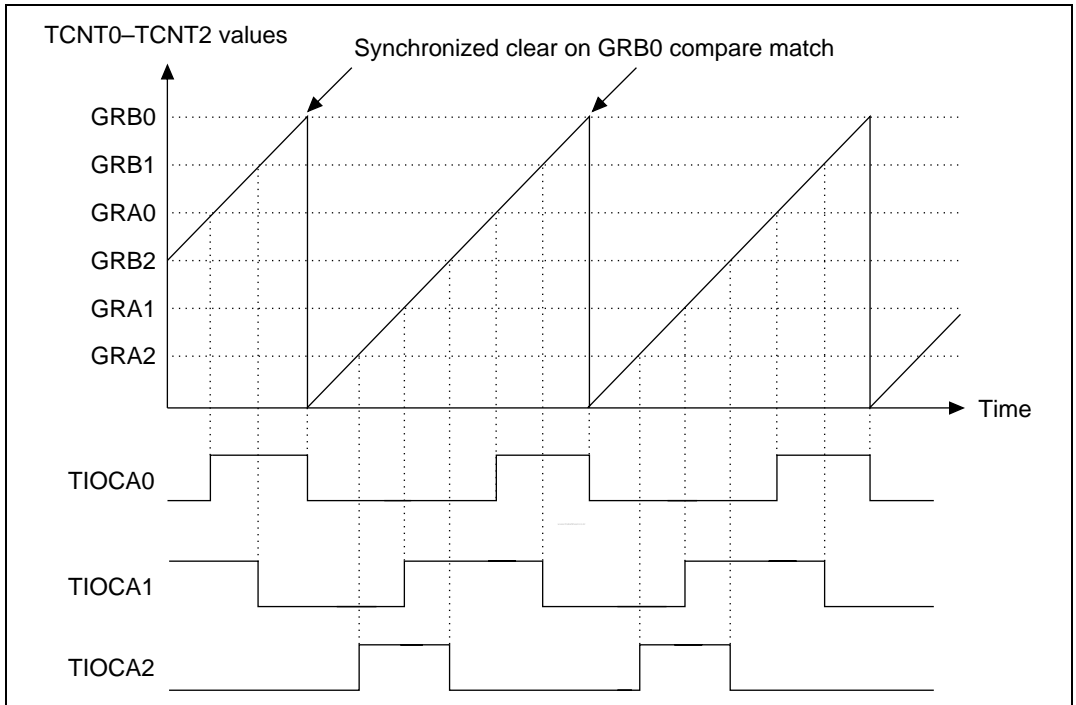 TCNT0–TCNT2 values
Synchronized clear on GRB0 compare match
GRB0
GRB1
GRA0
GRB2
GRA1
GRA2
Time
TIOCA0
TIOCA1
TIOCA2